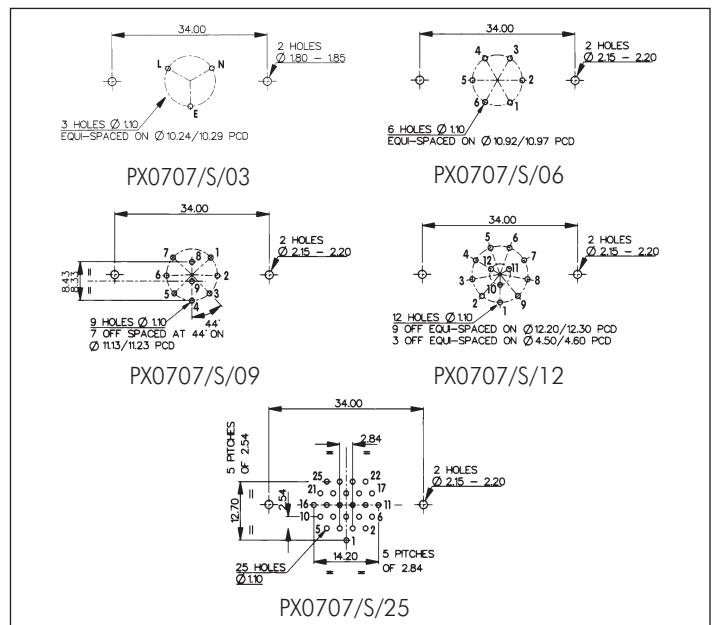 34.00
2 HOLES
Ø 1.80 – 1.85
L
N
E
3 HOLES Ø 1.10
EQUI-SPACED ON Ø 10.24/10.29 PCD
PX0707/S/03
34.00
2 HOLES
Ø 2.15 – 2.20
4
3
5
2
6
1
6 HOLES Ø 1.10
EQUI-SPACED ON Ø 10.92/10.97 PCD
PX0707/S/06
34.00
2 HOLES
Ø 2.15 – 2.20
7
8
1
6
2
9
5
3
4
8.43
8.33
=
=
44°
9 HOLES Ø 1.10
7 OFF SPACED AT 44° ON
Ø 11.13/11.23 PCD
PX0707/S/09
34.00
2 HOLES
Ø 2.15 – 2.20
5
6
4
12
11
7
3
8
10
2
9
1
12 HOLES Ø 1.10
9 OFF EQUI-SPACED ON Ø 12.20/12.30 PCD
3 OFF EQUI-SPACED ON Ø 4.50/4.60 PCD
PX0707/S/12
34.00
2.84
=
=
5 PITCHES
OF 2.54
2 HOLES
Ø 2.15 – 2.20
25
22
21
17
16
11
10
6
5
2
1
12.70
=
=
2.54
14.20
5 PITCHES
OF 2.84
=
=
25 HOLES
Ø 1.10
PX0707/S/25